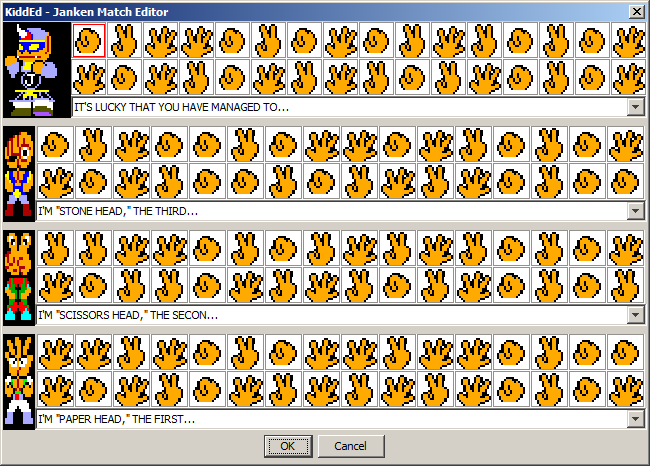 KiddEd - Janken Match Editor
IT'S LUCKY THAT YOU HAVE MANAGED TO...
I'M "STONE HEAD," THE THIRD...
I'M "SCISSORS HEAD," THE SECON...
I'M "PAPER HEAD," THE FIRST...
OK
Cancel